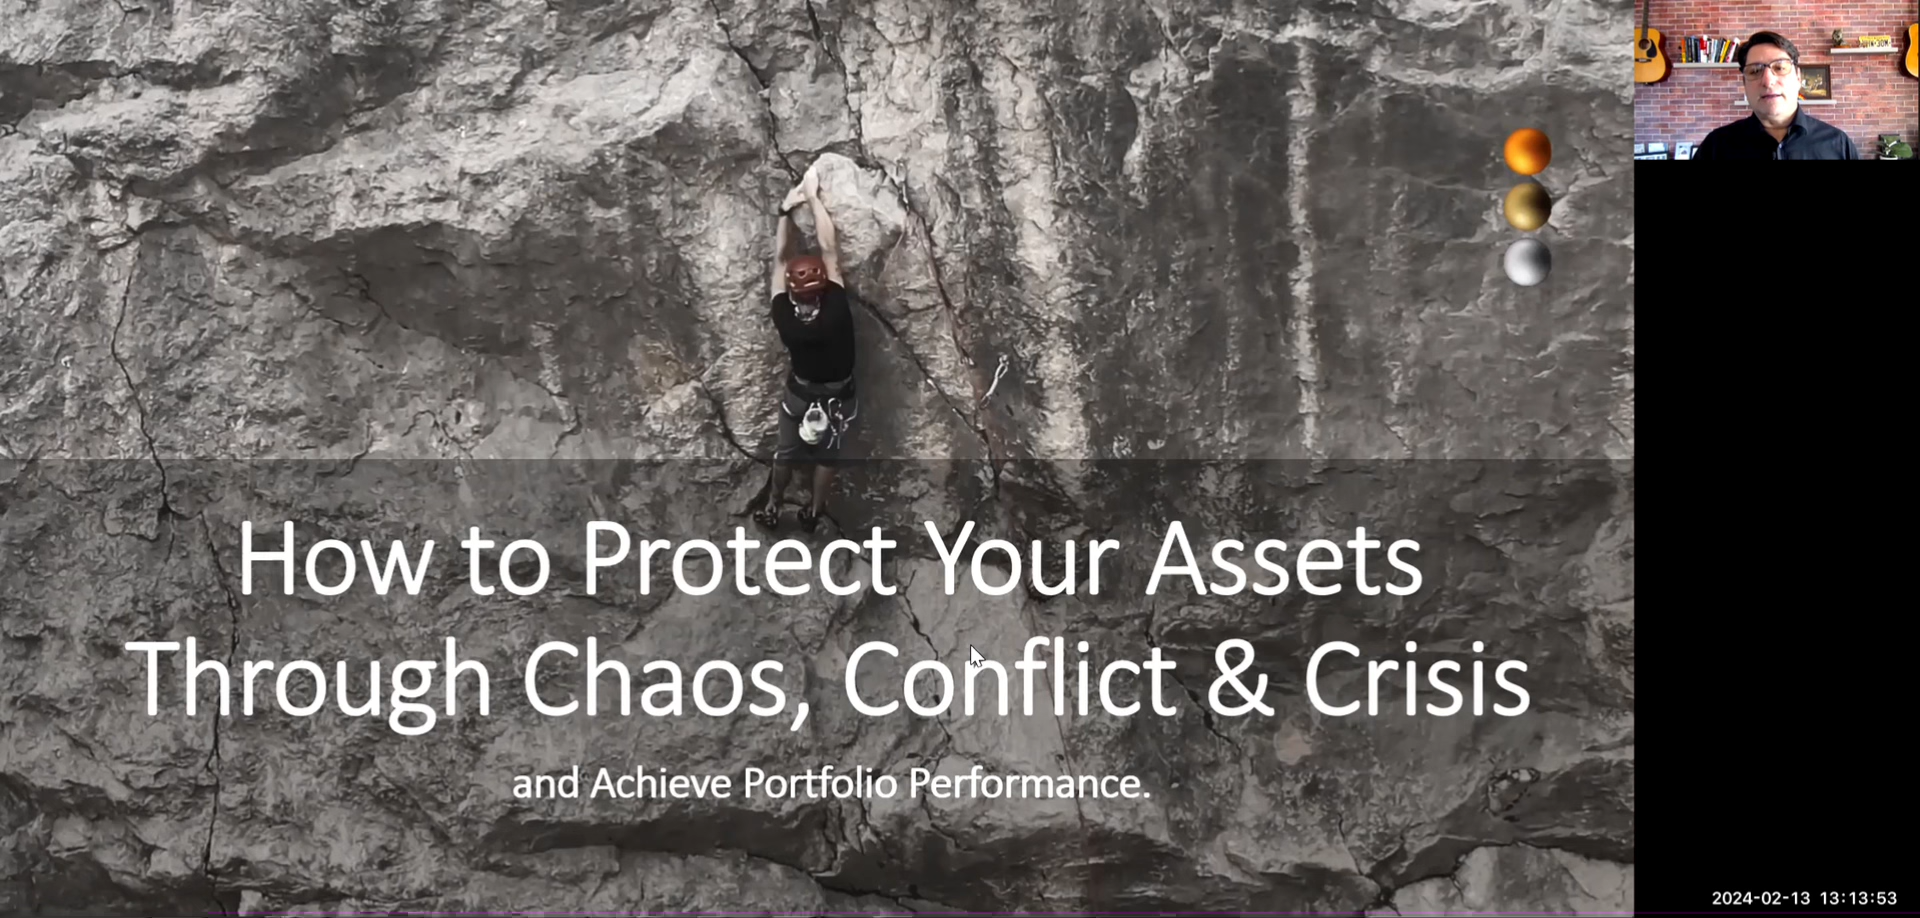 How to Protect Your Assets
Through Chaos, Conflict & Crisis
and Achieve Portfolio Performance.
2024-02-13 13:13:53